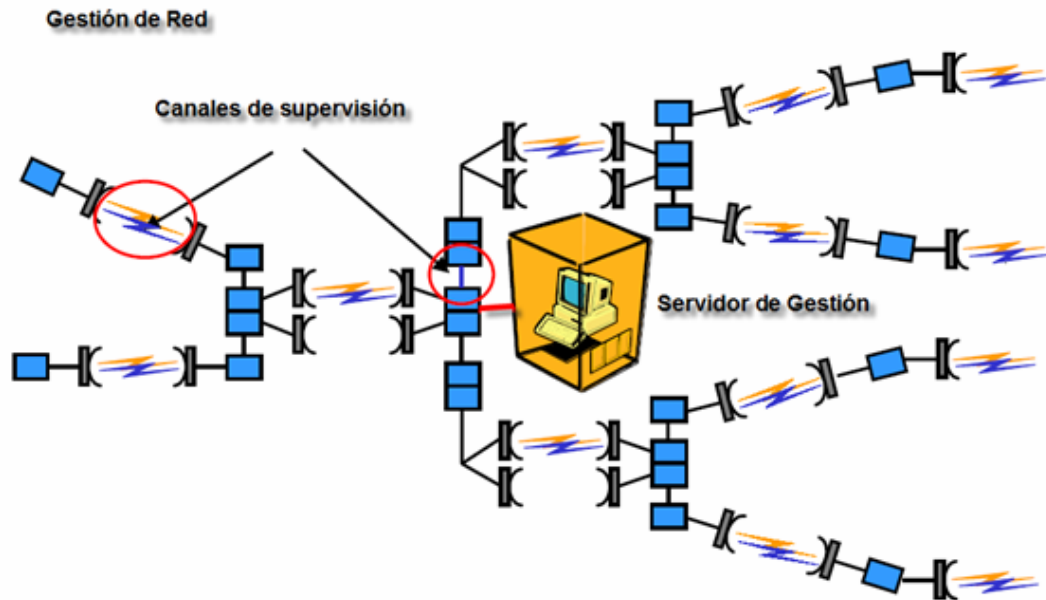 Gestión de Red
Canales de supervisión
Servidor de Gestión